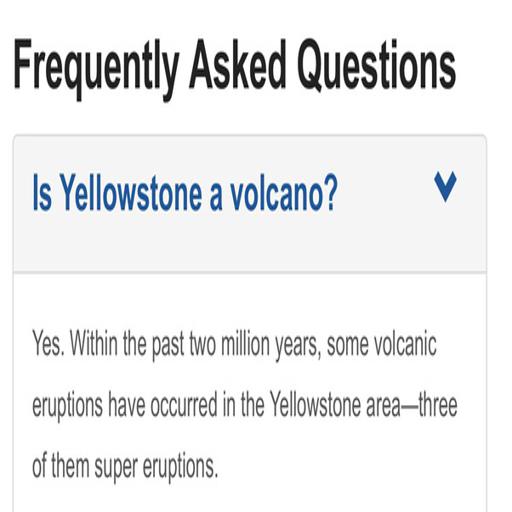 Frequently Asked Questions
Is Yellowstone a volcano?
Yes. Within the past two million years, some volcanic
eruptions have occurred in the Yellowstone area—three
of them super eruptions.